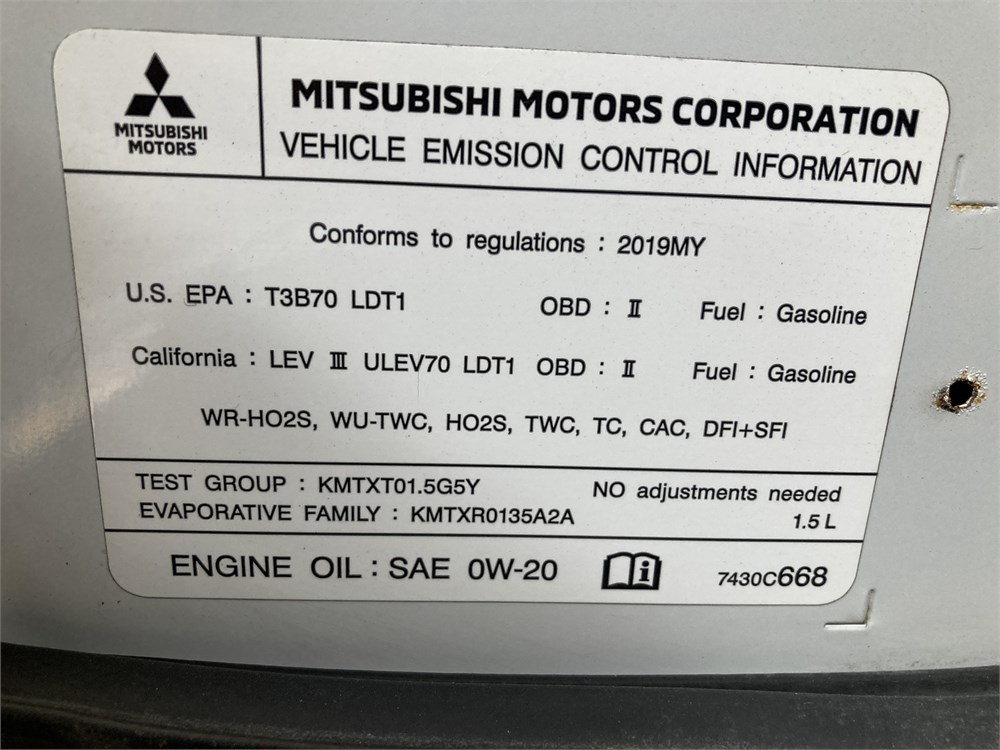 MITSUBISHI
MOTORS
MITSUBISHI MOTORS CORPORATION
VEHICLE EMISSION CONTROL INFORMATION
Conforms to regulations : 2019MY
U.S. EPA : T3B70 LDT1 OBD : Ⅱ Fuel : Gasoline
California : LEV Ⅲ ULEV70 LDT1 OBD : Ⅱ Fuel : Gasoline
WR-HO2S, WU-TWC, HO2S, TWC, TC, CAC, DFI+SFI
TEST GROUP : KMTXT01.5G5Y NO adjustments needed
EVAPORATIVE FAMILY : KMTXR0135A2A 1.5 L
ENGINE OIL : SAE 0W-20 i 7430C668